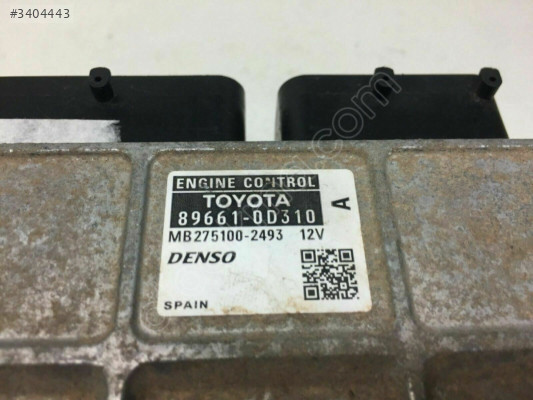 #3404443
ENGINE CONTROL
TOYOTA
89661-0D310 A
MB275100-2493 12V
DENSO
SPAIN